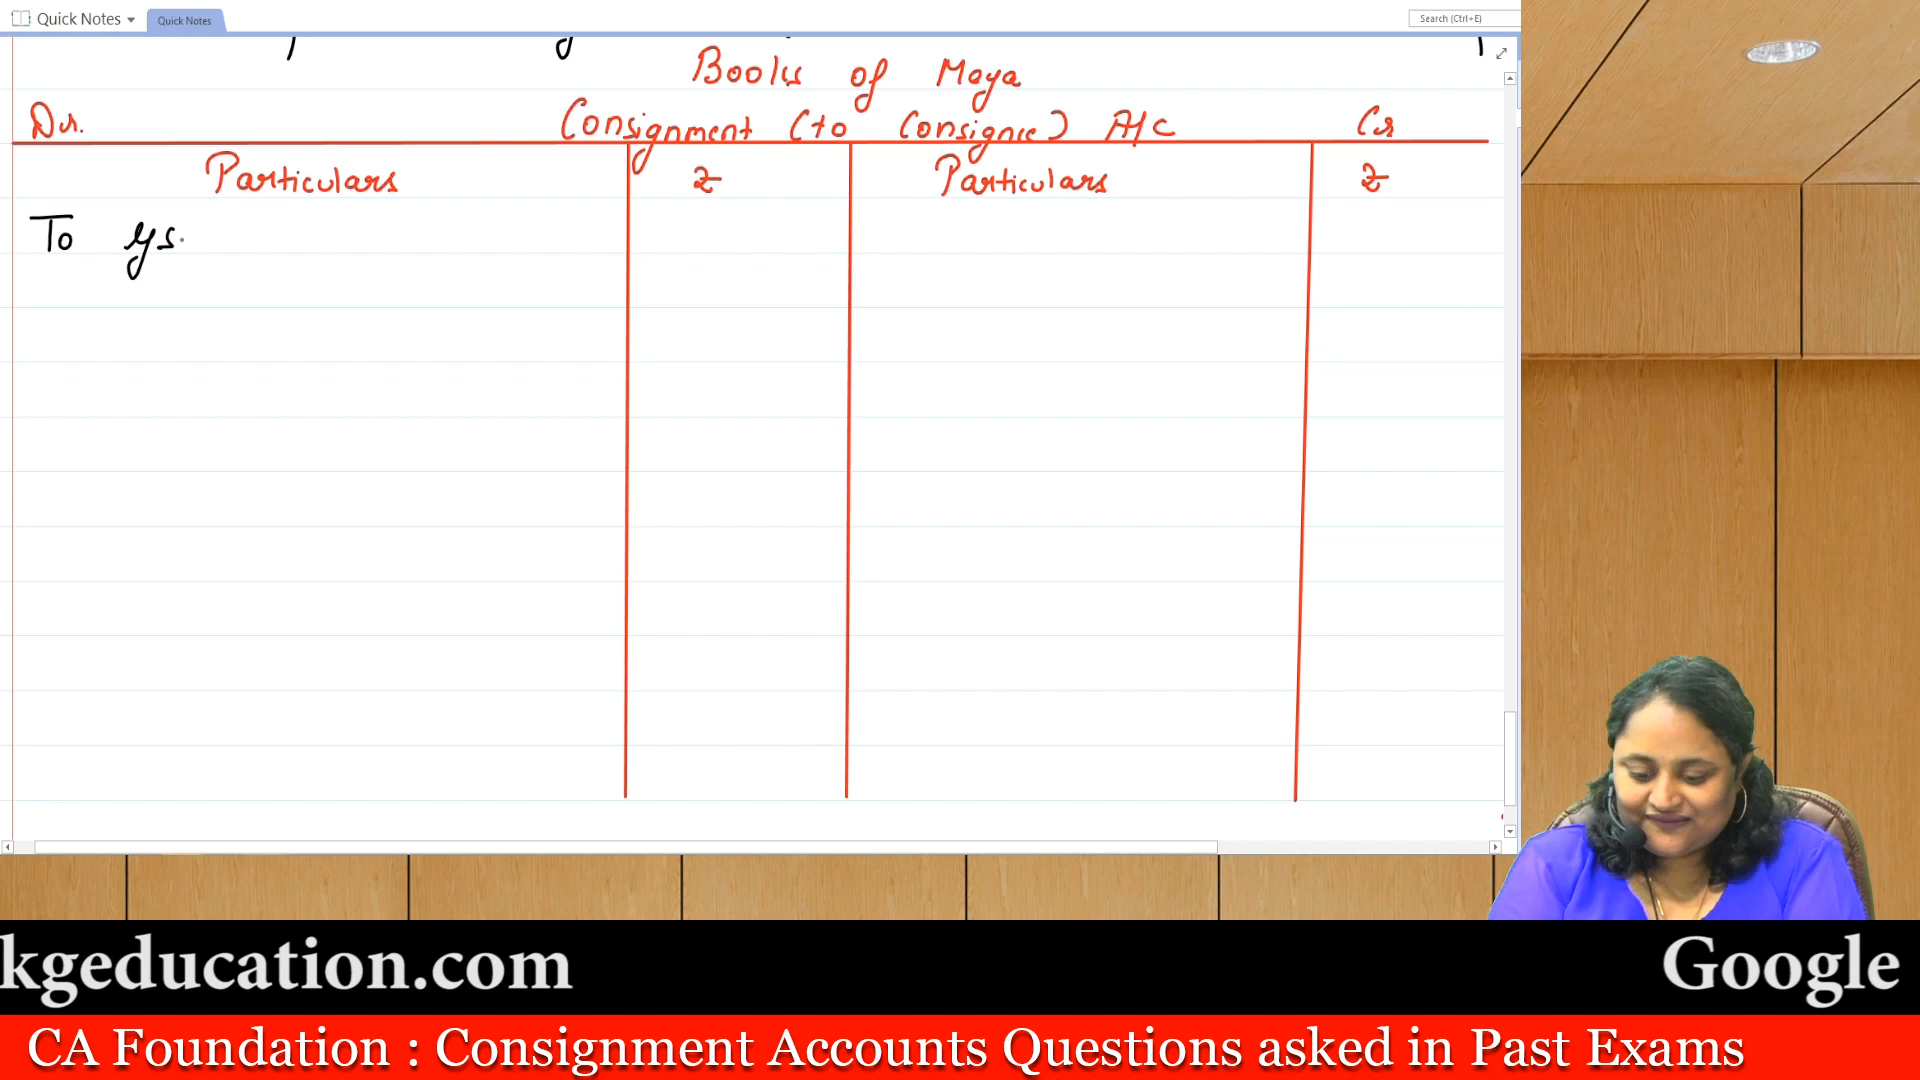 Quick Notes
Quick Notes
Search (Ctrl+E)
Books of Maya
Dr. Consignment (to Consignee) A/c Cr
Particulars ₹ Particulars ₹
To gs.
kgeducation.com Google
CA Foundation : Consignment Accounts Questions asked in Past Exams